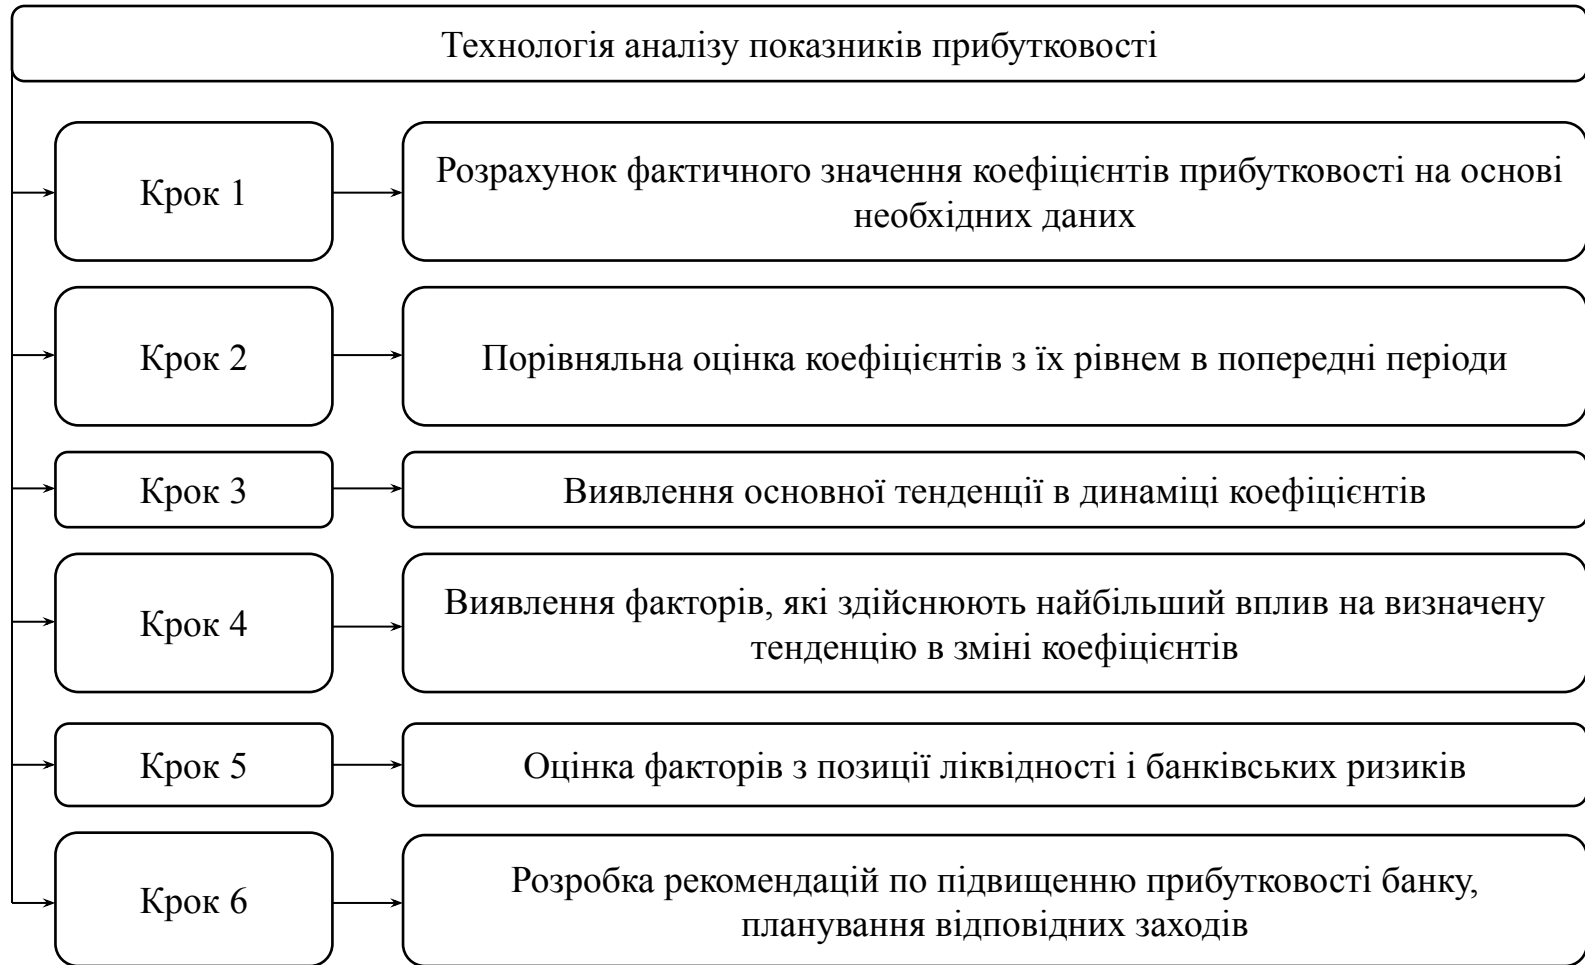 Технологія аналізу показників прибутковості
Крок 1
Розрахунок фактичного значення коефіцієнтів прибутковості на основі
необхідних даних
Крок 2
Порівняльна оцінка коефіцієнтів з їх рівнем в попередні періоди
Крок 3
Виявлення основної тенденції в динаміці коефіцієнтів
Крок 4
Виявлення факторів, які здійснюють найбільший вплив на визначену
тенденцію в зміні коефіцієнтів
Крок 5
Оцінка факторів з позиції ліквідності і банківських ризиків
Крок 6
Розробка рекомендацій по підвищенню прибутковості банку,
планування відповідних заходів